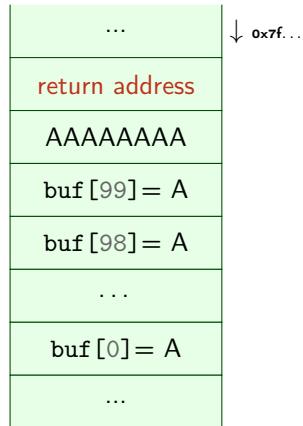 ...
↓ 0x7f...
return address
AAAAAAAA
buf[99]= A
buf[98]= A
...
buf[0]= A
...